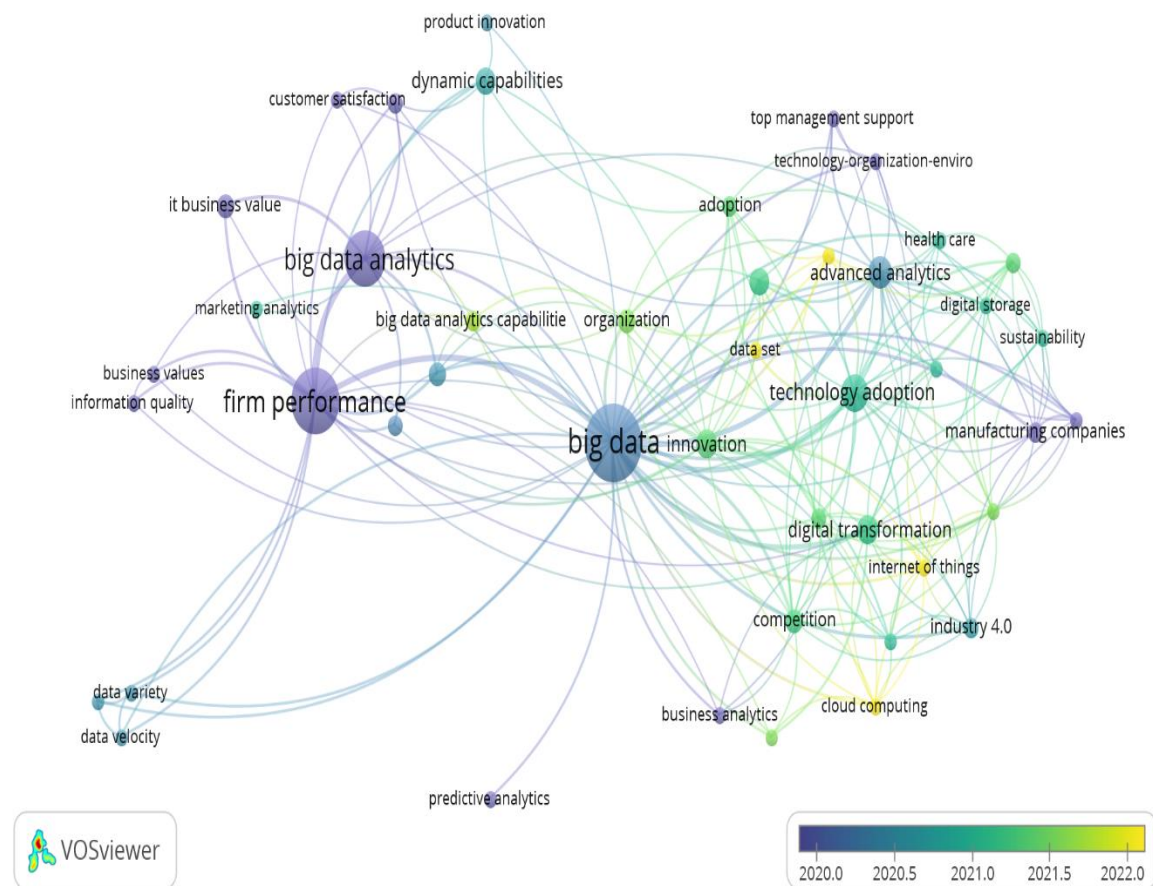 product innovation
dynamic capabilities
customer satisfaction
top management support
technology-organization-enviro
it business value
adoption
health care
big data analytics
advanced analytics
marketing analytics
big data analytics capabilitie
organization
digital storage
sustainability
data set
business values
information quality
firm performance
technology adoption
big data
innovation
manufacturing companies
digital transformation
internet of things
competition
industry 4.0
data variety
data velocity
business analytics
cloud computing
predictive analytics
VOSviewer
2020.0 2020.5 2021.0 2021.5 2022.0